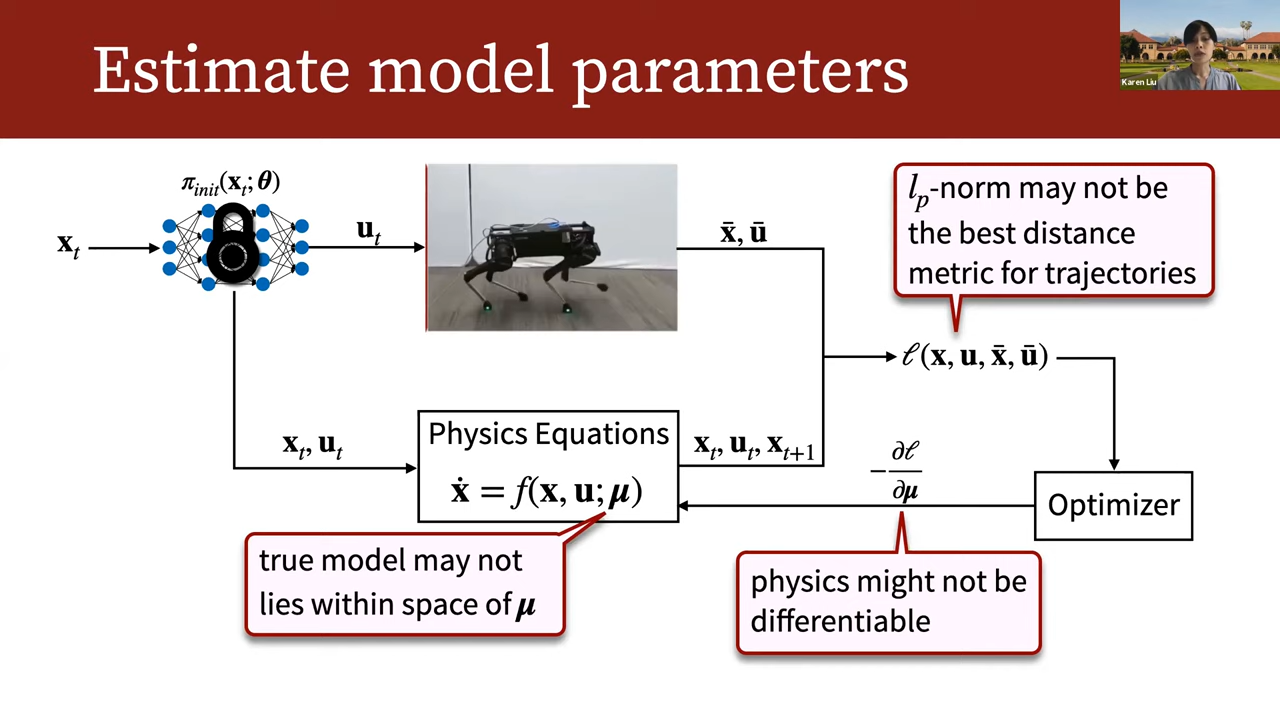 Estimate model parameters
Karen Liu
π_init(x_t; θ)
x_t
u_t
x̄, ū
l_p-norm may not be
the best distance
metric for trajectories
ℓ(x, u, x̄, ū)
x_t, u_t
Physics Equations
ẋ = f(x, u; μ)
x_t, u_t, x_{t+1}
−∂ℓ/∂μ
Optimizer
true model may not
lies within space of μ
physics might not be
differentiable